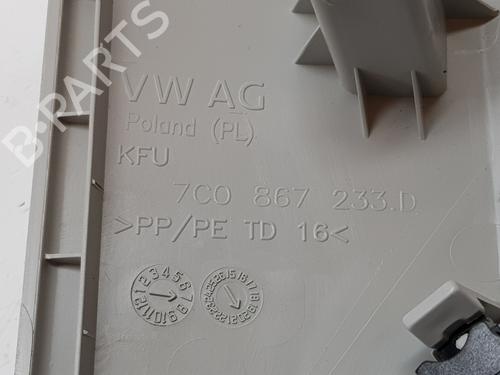 VW AG
Poland (PL)
KFU
7C0 867 233.D
>PP/PE TD 16<
B-PARTS